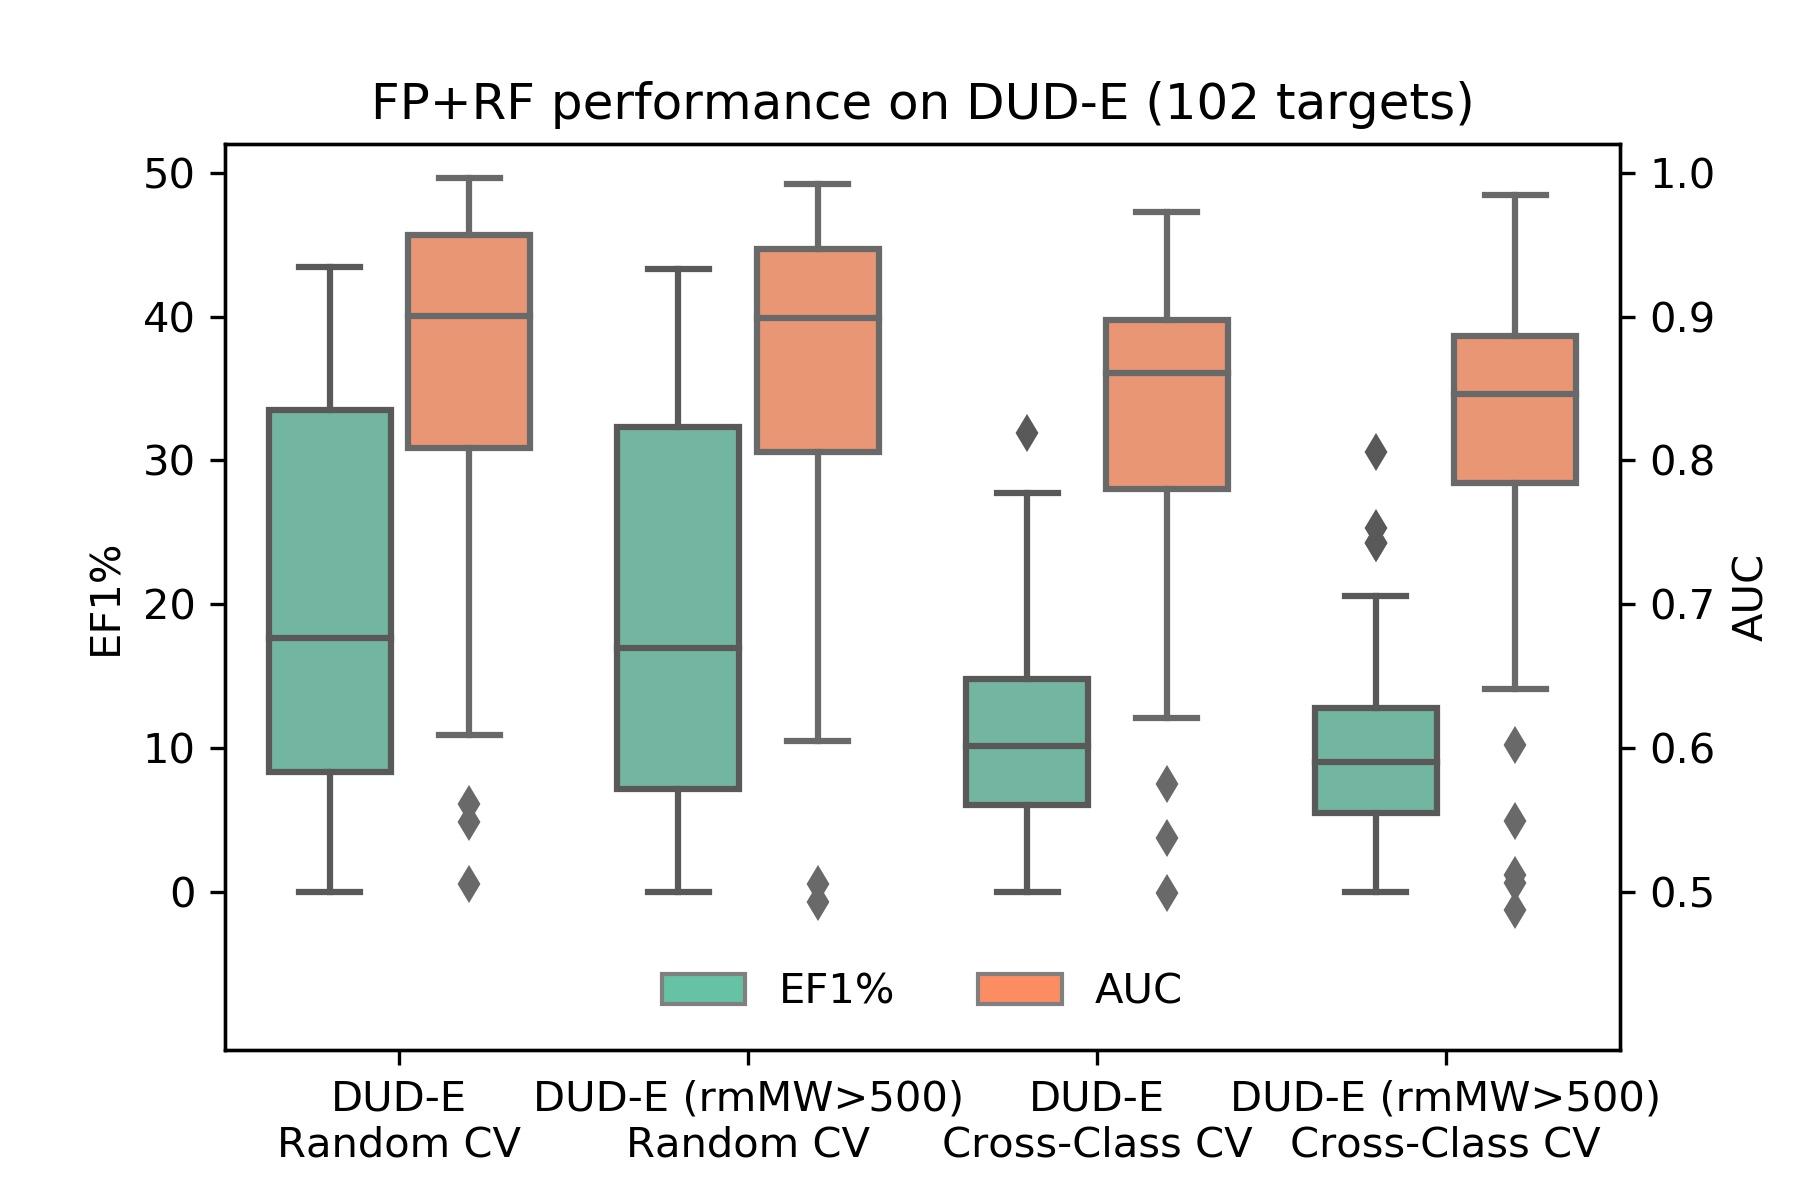 FP+RF performance on DUD-E (102 targets)
50
40
30
20
10
0
EF1%
1.0
0.9
0.8
0.7
0.6
0.5
AUC
EF1%
AUC
DUD-E
Random CV
DUD-E (rmMW>500)
Random CV
DUD-E
Cross-Class CV
DUD-E (rmMW>500)
Cross-Class CV